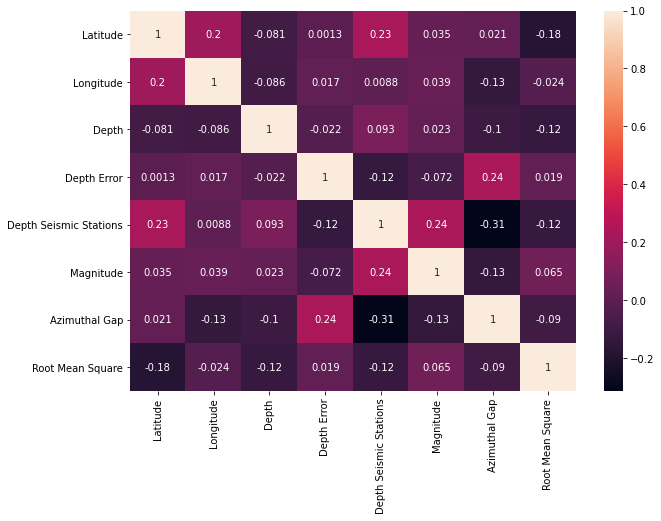 Latitude 1 0.2 -0.081 0.0013 0.23 0.035 0.021 -0.18
Longitude 0.2 1 -0.086 0.017 0.0088 0.039 -0.13 -0.024
Depth -0.081 -0.086 1 -0.022 0.093 0.023 -0.1 -0.12
Depth Error 0.0013 0.017 -0.022 1 -0.12 -0.072 0.24 0.019
Depth Seismic Stations 0.23 0.0088 0.093 -0.12 1 0.24 -0.31 -0.12
Magnitude 0.035 0.039 0.023 -0.072 0.24 1 -0.13 0.065
Azimuthal Gap 0.021 -0.13 -0.1 0.24 -0.31 -0.13 1 -0.09
Root Mean Square -0.18 -0.024 -0.12 0.019 -0.12 0.065 -0.09 1
Latitude
Longitude
Depth
Depth Error
Depth Seismic Stations
Magnitude
Azimuthal Gap
Root Mean Square
1.0
0.8
0.6
0.4
0.2
0.0
−0.2